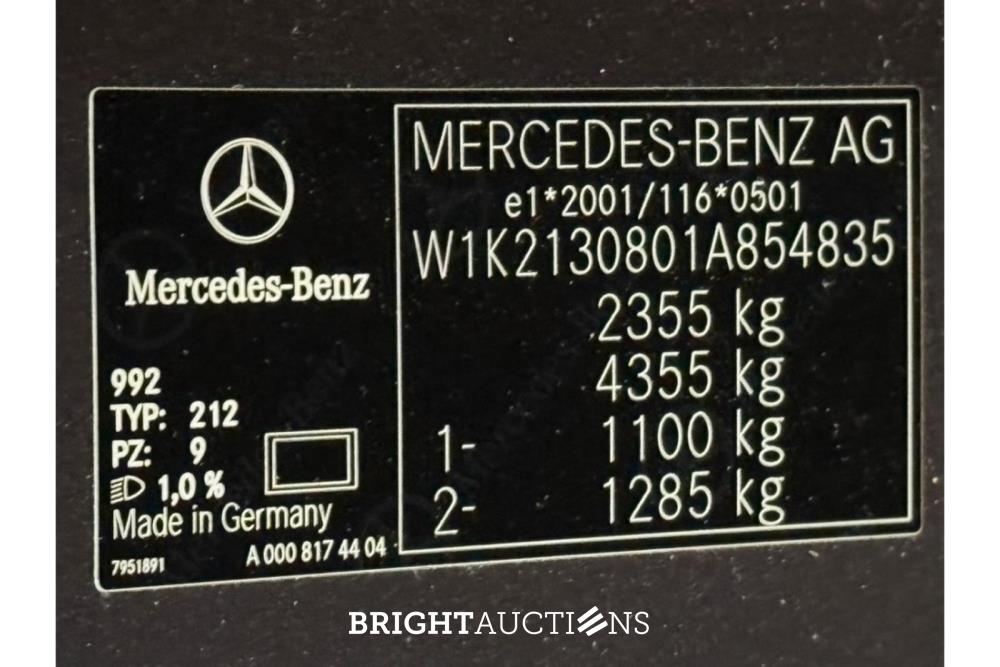 Mercedes-Benz
992
TYP: 212
PZ: 9
1,0 %
Made in Germany
7951891
A 000 817 44 04
MERCEDES-BENZ AG
e1*2001/116*0501
W1K2130801A854835
2355 kg
4355 kg
1- 1100 kg
2- 1285 kg
BRIGHTAUCTIONS